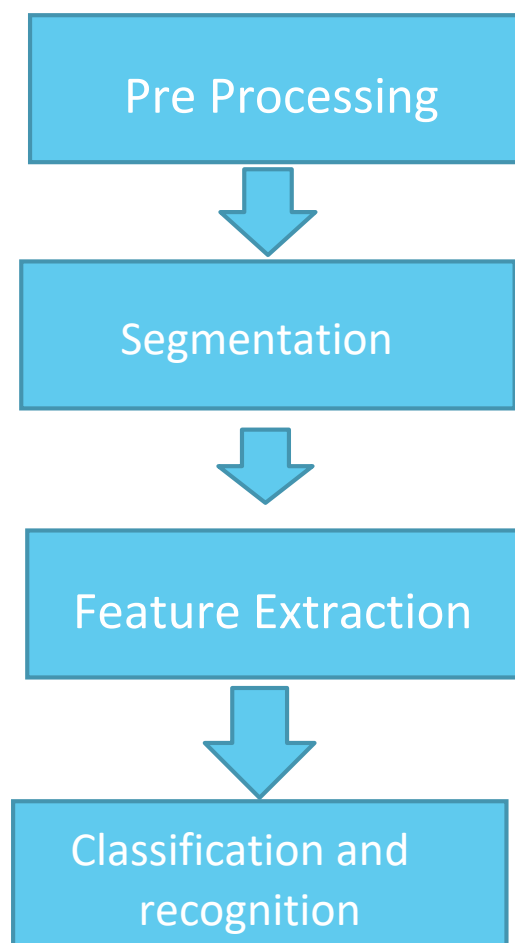 Pre Processing
Segmentation
Feature Extraction
Classification and
recognition